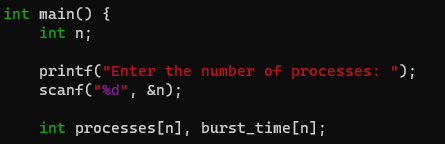 int main() {
    int n;
    printf("Enter the number of processes: ");
    scanf("%d", &n);
    int processes[n], burst_time[n];